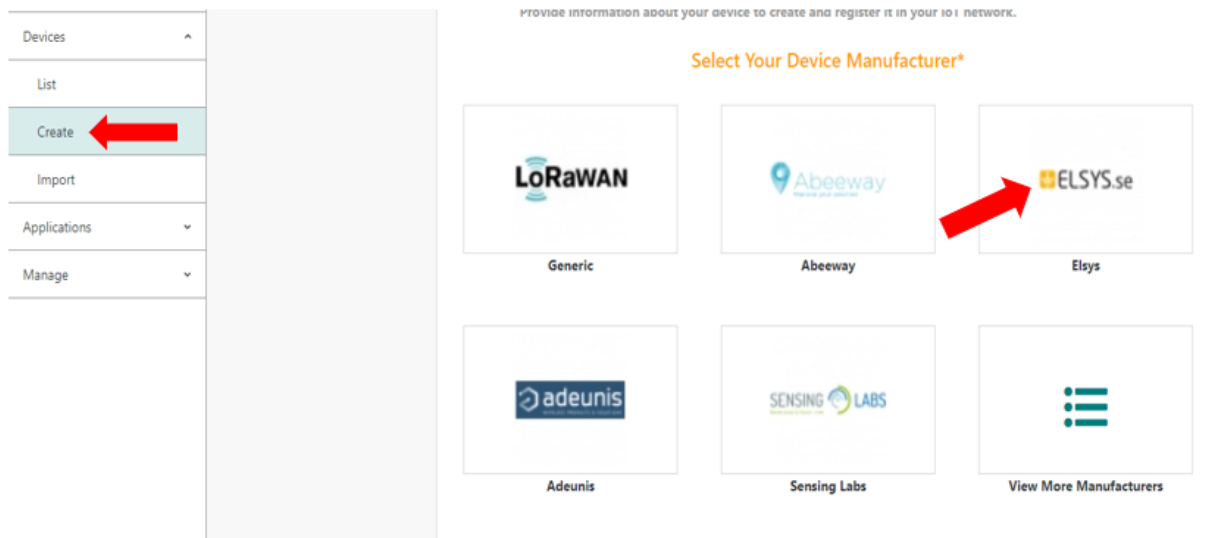 Provide information about your device to create and register it in your IoT network.
Devices
List
Create
Import
Applications
Manage
Select Your Device Manufacturer*
LoRaWAN
Abeeway
ELSYS.se
Generic
Abeeway
Elsys
adeunis
SENSING LABS
Adeunis
Sensing Labs
View More Manufacturers